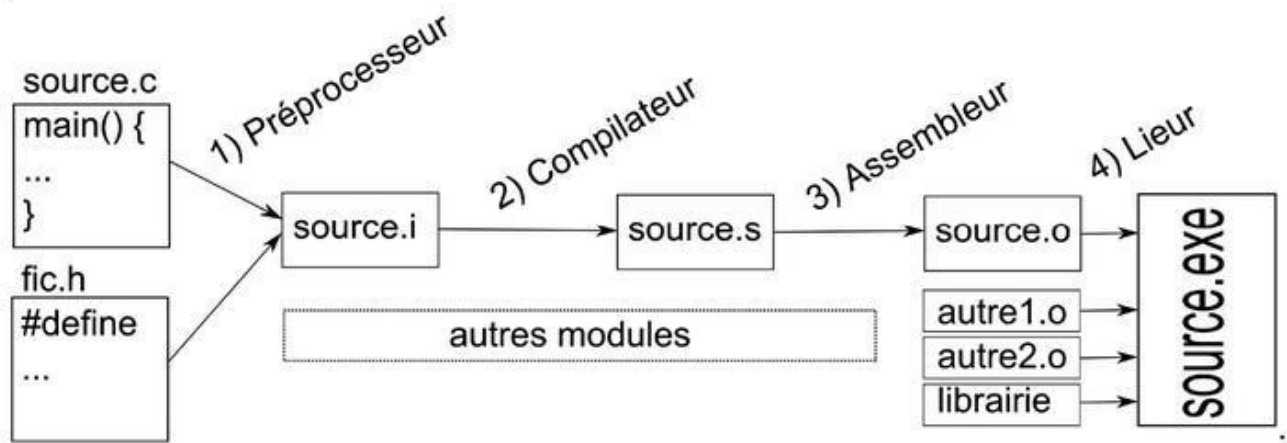 source.c
main() {
...
}
fic.h
#define
...
1) Préprocesseur
source.i
2) Compilateur
source.s
3) Assembleur
source.o
4) Lieur
autres modules
autre1.o
autre2.o
librairie
source.exe
.